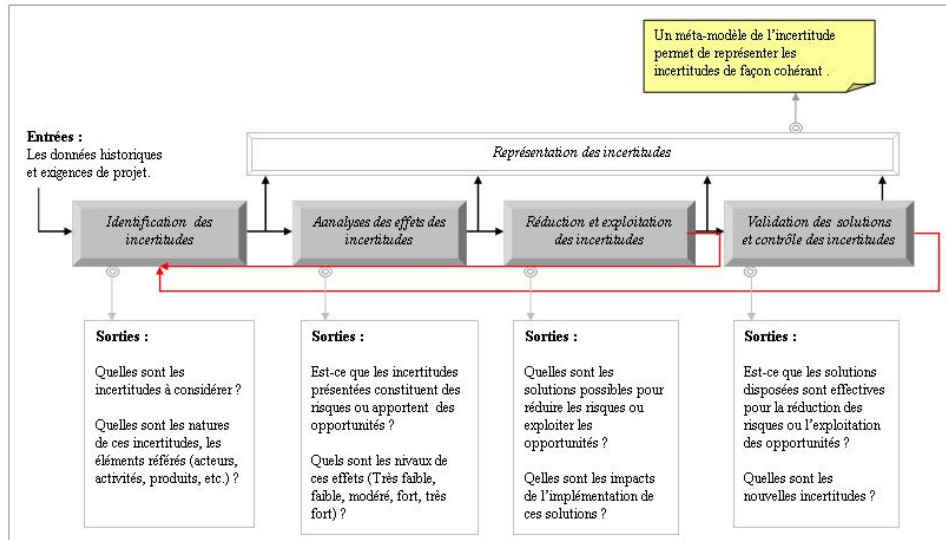 Un méta-modèle de l’incertitude
permet de représenter les
incertitudes de façon cohérant .
Entrées :
Les données historiques
et exigences de projet.
Représentation des incertitudes
Identification des
incertitudes
Aanalyses des effets des
incertitudes
Réduction et exploitation
des incertitudes
Validation des solutions
et contrôle des incertitudes
Sorties :
Quelles sont les
incertitudes à considérer ?
Quelles sont les natures
de ces incertitudes, les
éléments référés (acteurs,
activités, produits, etc.) ?
Sorties :
Est-ce que les incertitudes
présentées constituent des
risques ou apportent des
opportunités ?
Quels sont les nivaux de
ces effets (Très faible,
faible, modéré, fort, très
fort) ?
Sorties :
Quelles sont les
solutions possibles pour
réduire les risques ou
exploiter les
opportunités ?
Qelles sont les impacts
de l’implémentation de
ces solutions ?
Sorties :
Est-ce que les solutions
disposées sont effectives
pour la réduction des
risques ou l’exploitation
des opportunités ?
Quelles sont les
nouvelles incertitudes ?